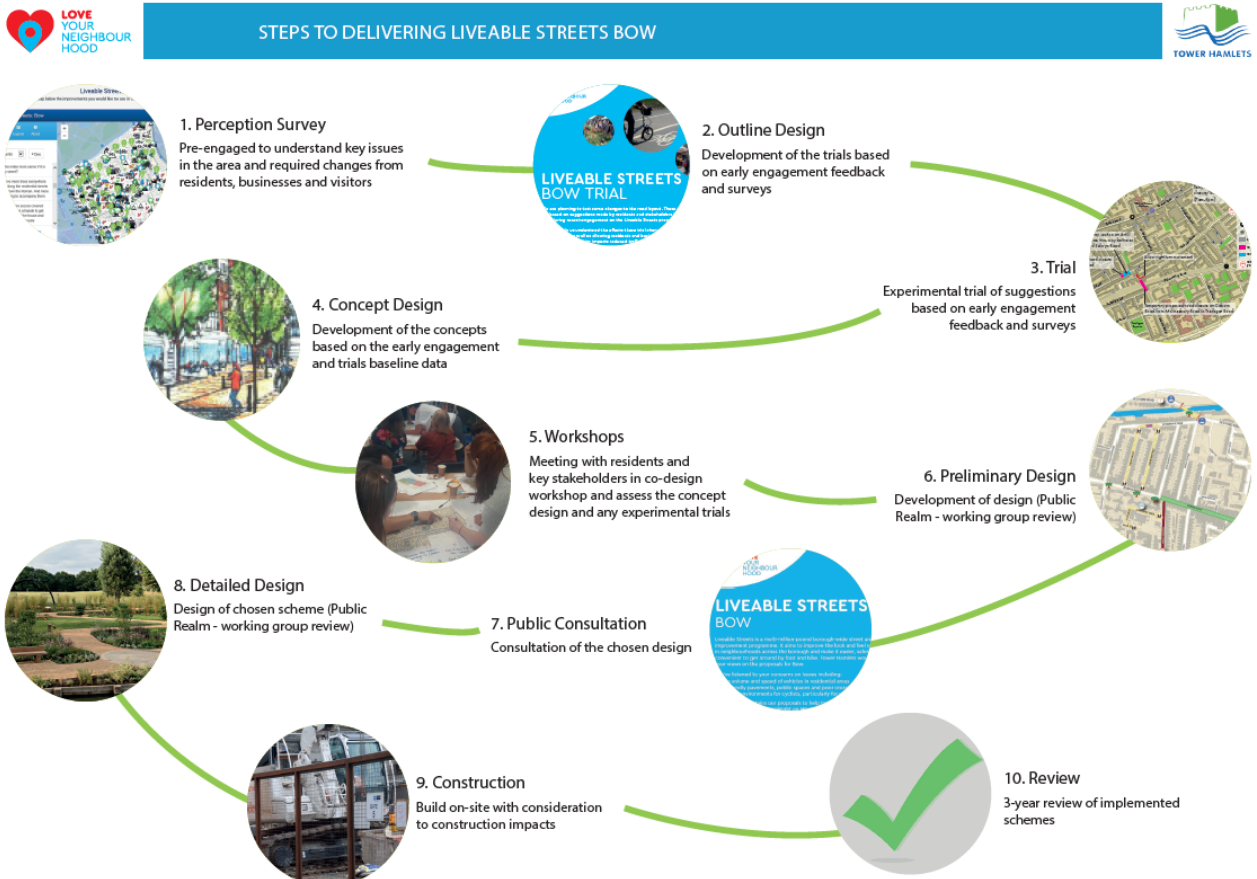 LOVE
YOUR
NEIGHBOUR
HOOD
STEPS TO DELIVERING LIVEABLE STREETS BOW
TOWER HAMLETS
1. Perception Survey
Pre-engaged to understand key issues
in the area and required changes from
residents, businesses and visitors
LIVEABLE STREETS
BOW TRIAL
2. Outline Design
Development of the trials based
on early engagement feedback
and surveys
3. Trial
Experimental trial of suggestions
based on early engagement
feedback and surveys
4. Concept Design
Development of the concepts
based on the early engagement
and trials baseline data
5. Workshops
Meeting with residents and
key stakeholders in co-design
workshop and assess the concept
design and any experimental trials
6. Preliminary Design
Development of design (Public
Realm - working group review)
YOUR
NEIGHBOUR
HOOD
LIVEABLE STREETS
BOW
7. Public Consultation
Consultation of the chosen design
8. Detailed Design
Design of chosen scheme (Public
Realm - working group review)
9. Construction
Build on-site with consideration
to construction impacts
10. Review
3-year review of implemented
schemes